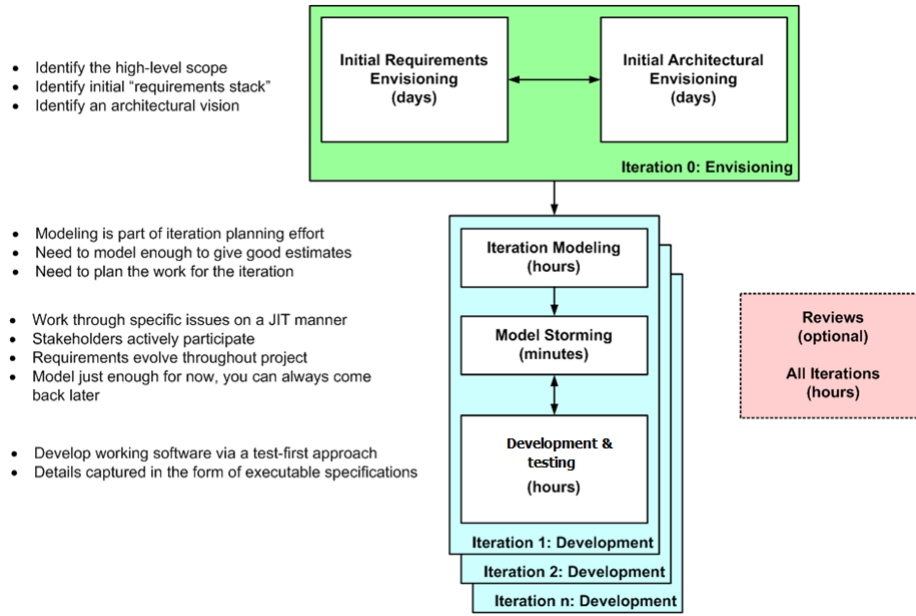 Initial Requirements
Envisioning
(days)
Initial Architectural
Envisioning
(days)
Iteration 0: Envisioning
• Identify the high-level scope
• Identify initial “requirements stack”
• Identify an architectural vision
• Modeling is part of iteration planning effort
• Need to model enough to give good estimates
• Need to plan the work for the iteration
Iteration Modeling
(hours)
• Work through specific issues on a JIT manner
• Stakeholders actively participate
• Requirements evolve throughout project
• Model just enough for now, you can always come
back later
Model Storming
(minutes)
Reviews
(optional)
All Iterations
(hours)
• Develop working software via a test-first approach
• Details captured in the form of executable specifications
Development &
testing
(hours)
Iteration 1: Development
Iteration 2: Development
Iteration n: Development